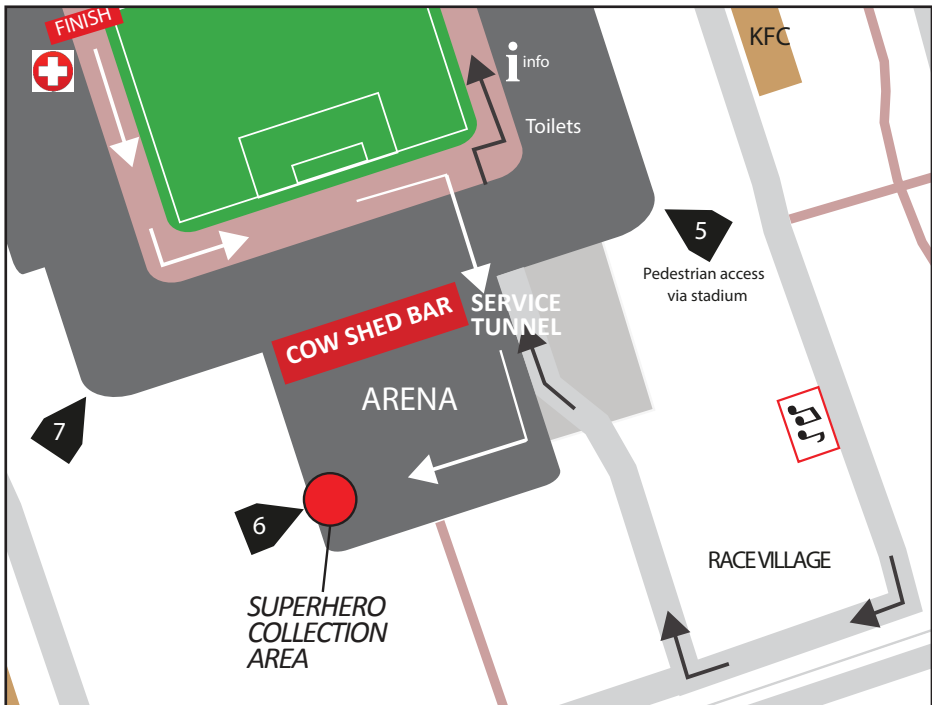 FINISH
KFC
i info
Toilets
5
Pedestrian access
via stadium
SERVICE
TUNNEL
COW SHED BAR
ARENA
7
6
RACE VILLAGE
SUPERHERO
COLLECTION
AREA